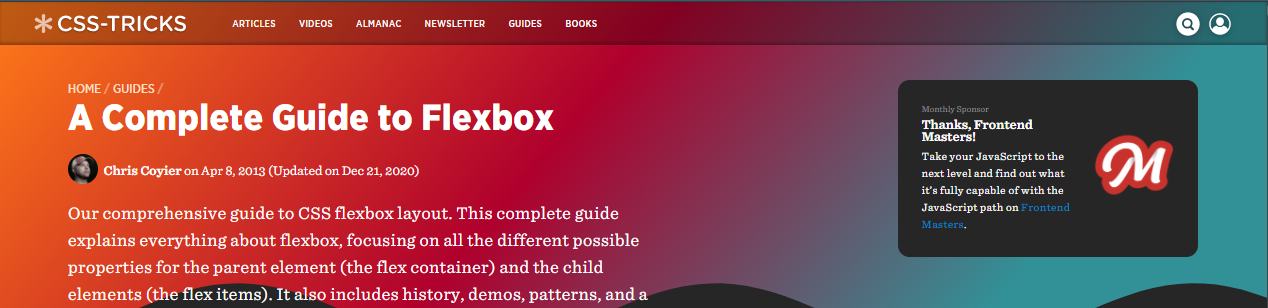 CSS-TRICKS ARTICLES VIDEOS ALMANAC NEWSLETTER GUIDES BOOKS
HOME / GUIDES /
A Complete Guide to Flexbox
Chris Coyier on Apr 8, 2013 (Updated on Dec 21, 2020)
Our comprehensive guide to CSS flexbox layout. This complete guide
explains everything about flexbox, focusing on all the different possible
properties for the parent element (the flex container) and the child
elements (the flex items). It also includes history, demos, patterns, and a
Monthly Sponsor
Thanks, Frontend
Masters!
Take your JavaScript to the
next level and find out what
it's fully capable of with the
JavaScript path on Frontend
Masters.
M